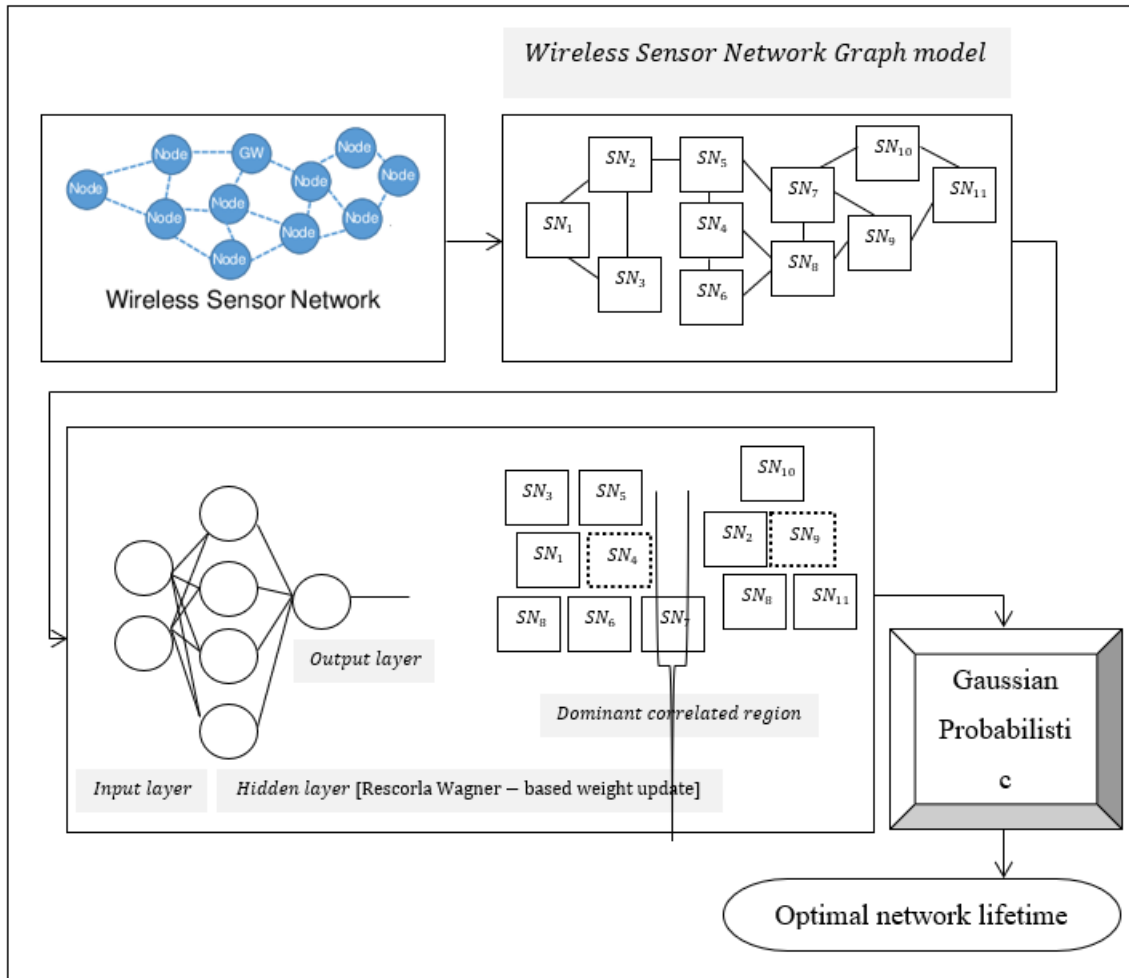 Wireless Sensor Network Graph model
Node
GW
Node
Node
Node
Node
Node
Node
Node
Node
Node
Wireless Sensor Network
SN₂
SN₅
SN₁₀
SN₇
SN₁₁
SN₁
SN₄
SN₉
SN₃
SN₈
SN₆
SN₁₀
SN₃
SN₅
SN₂
SN₉
SN₁
SN₄
SN₈
SN₁₁
SN₈
SN₆
SN₇
Output layer
Dominant correlated region
Input layer
Hidden layer [Rescorla Wagner – based weight update]
Gaussian
Probabilisti
c
Optimal network lifetime